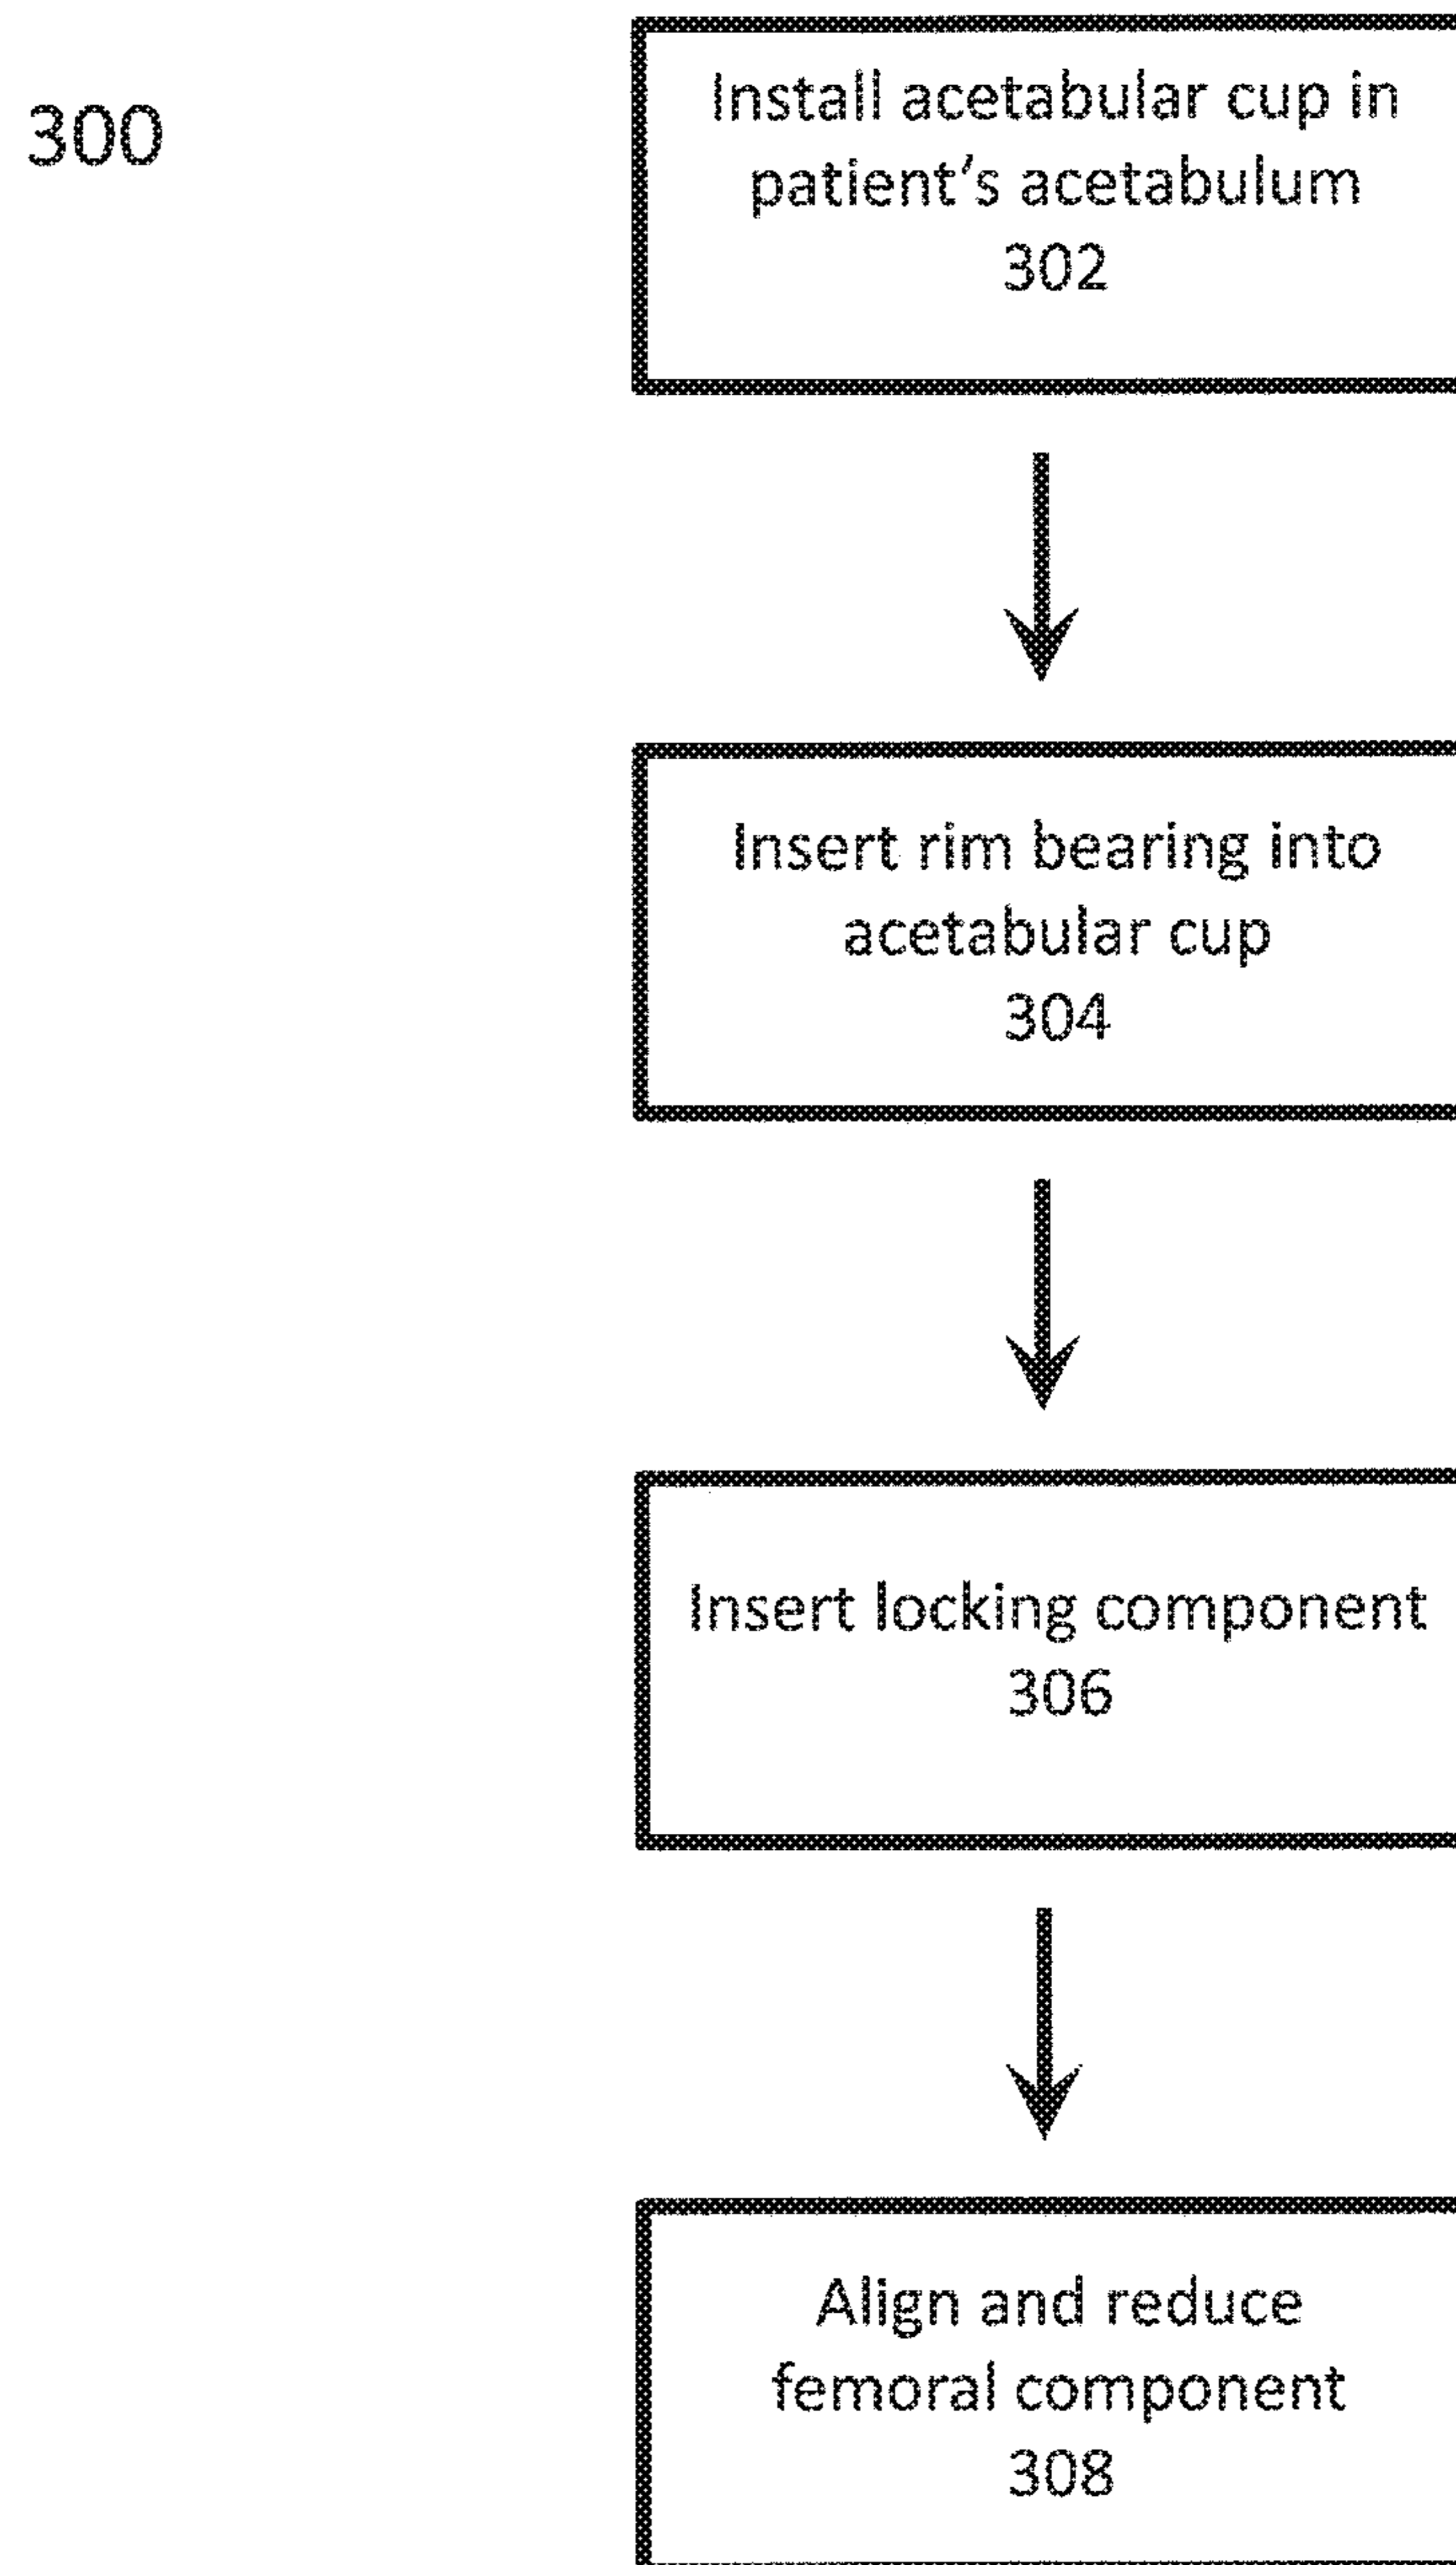 300
Install acetabular cup in
patient's acetabulum
302
Insert rim bearing into
acetabular cup
304
Insert locking component
306
Align and reduce
femoral component
308